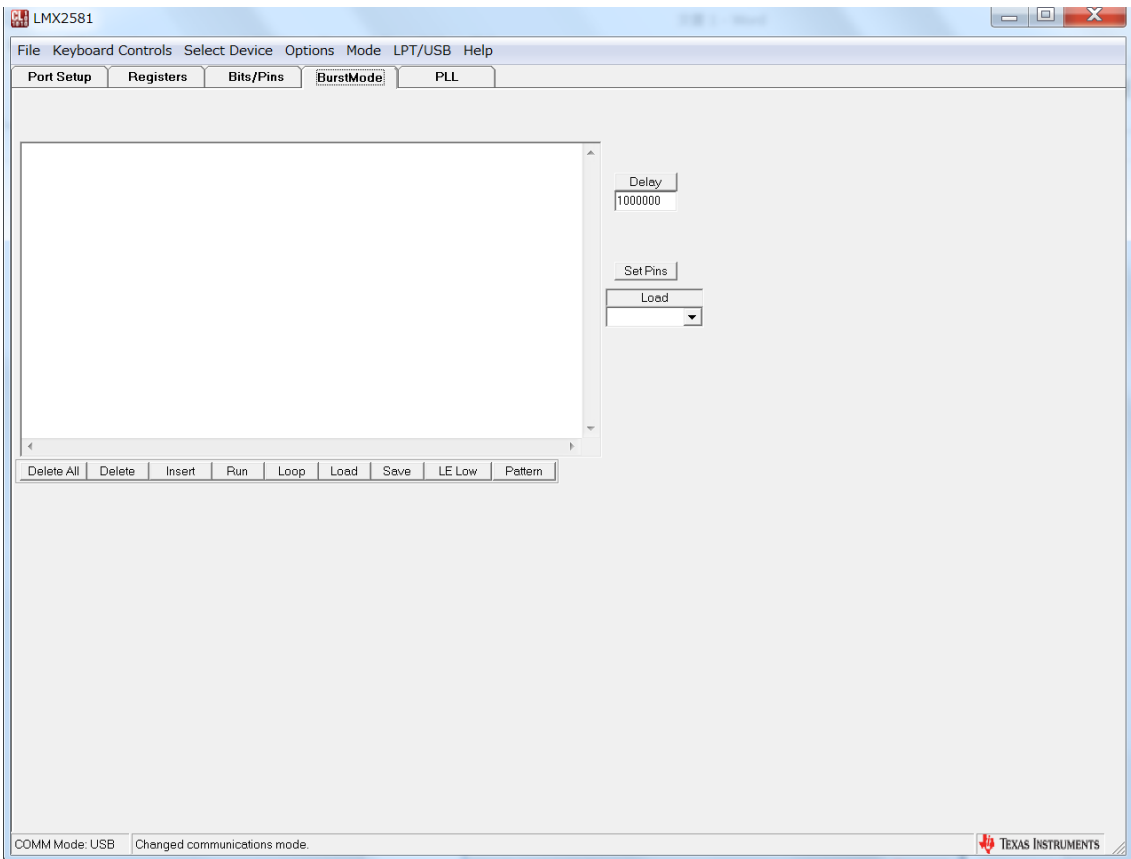 LMX2581
File Keyboard Controls Select Device Options Mode LPT/USB Help
Port Setup Registers Bits/Pins BurstMode PLL
Delay
1000000
Set Pins
Load
Delete All Delete Insert Run Loop Load Save LE Low Pattern
COMM Mode: USB Changed communications mode. TEXAS INSTRUMENTS